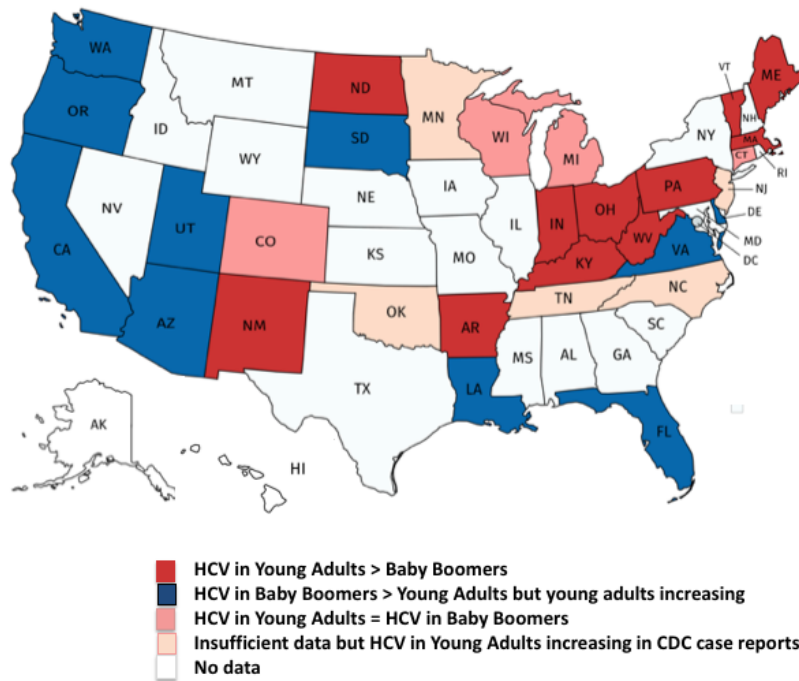 WA
OR
CA
NV
ID
MT
WY
UT
AZ
CO
NM
ND
SD
NE
KS
OK
TX
MN
IA
MO
AR
LA
WI
IL
MI
IN
OH
KY
TN
MS
AL
GA
FL
SC
NC
VA
WV
PA
NY
VT
NH
ME
MA
CT
RI
NJ
DE
MD
DC
AK
HI
HCV in Young Adults > Baby Boomers
HCV in Baby Boomers > Young Adults but young adults increasing
HCV in Young Adults = HCV in Baby Boomers
Insufficient data but HCV in Young Adults increasing in CDC case reports
No data